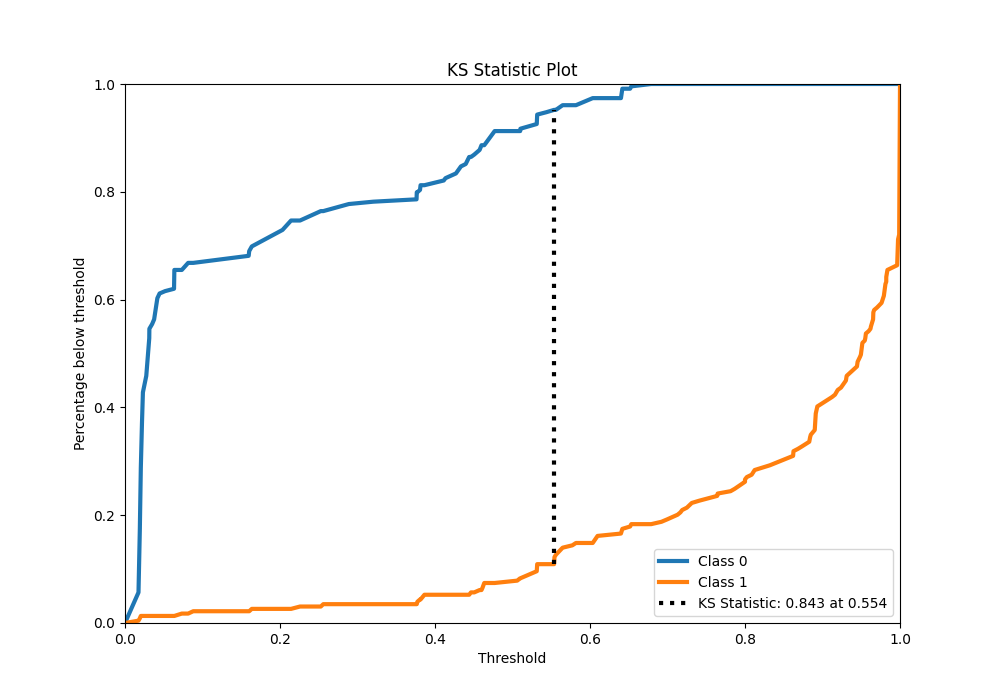 KS Statistic Plot
1.0
0.8
0.6
0.4
0.2
0.0
Percentage below threshold
0.0 0.2 0.4 0.6 0.8 1.0
Threshold
Class 0
Class 1
KS Statistic: 0.843 at 0.554